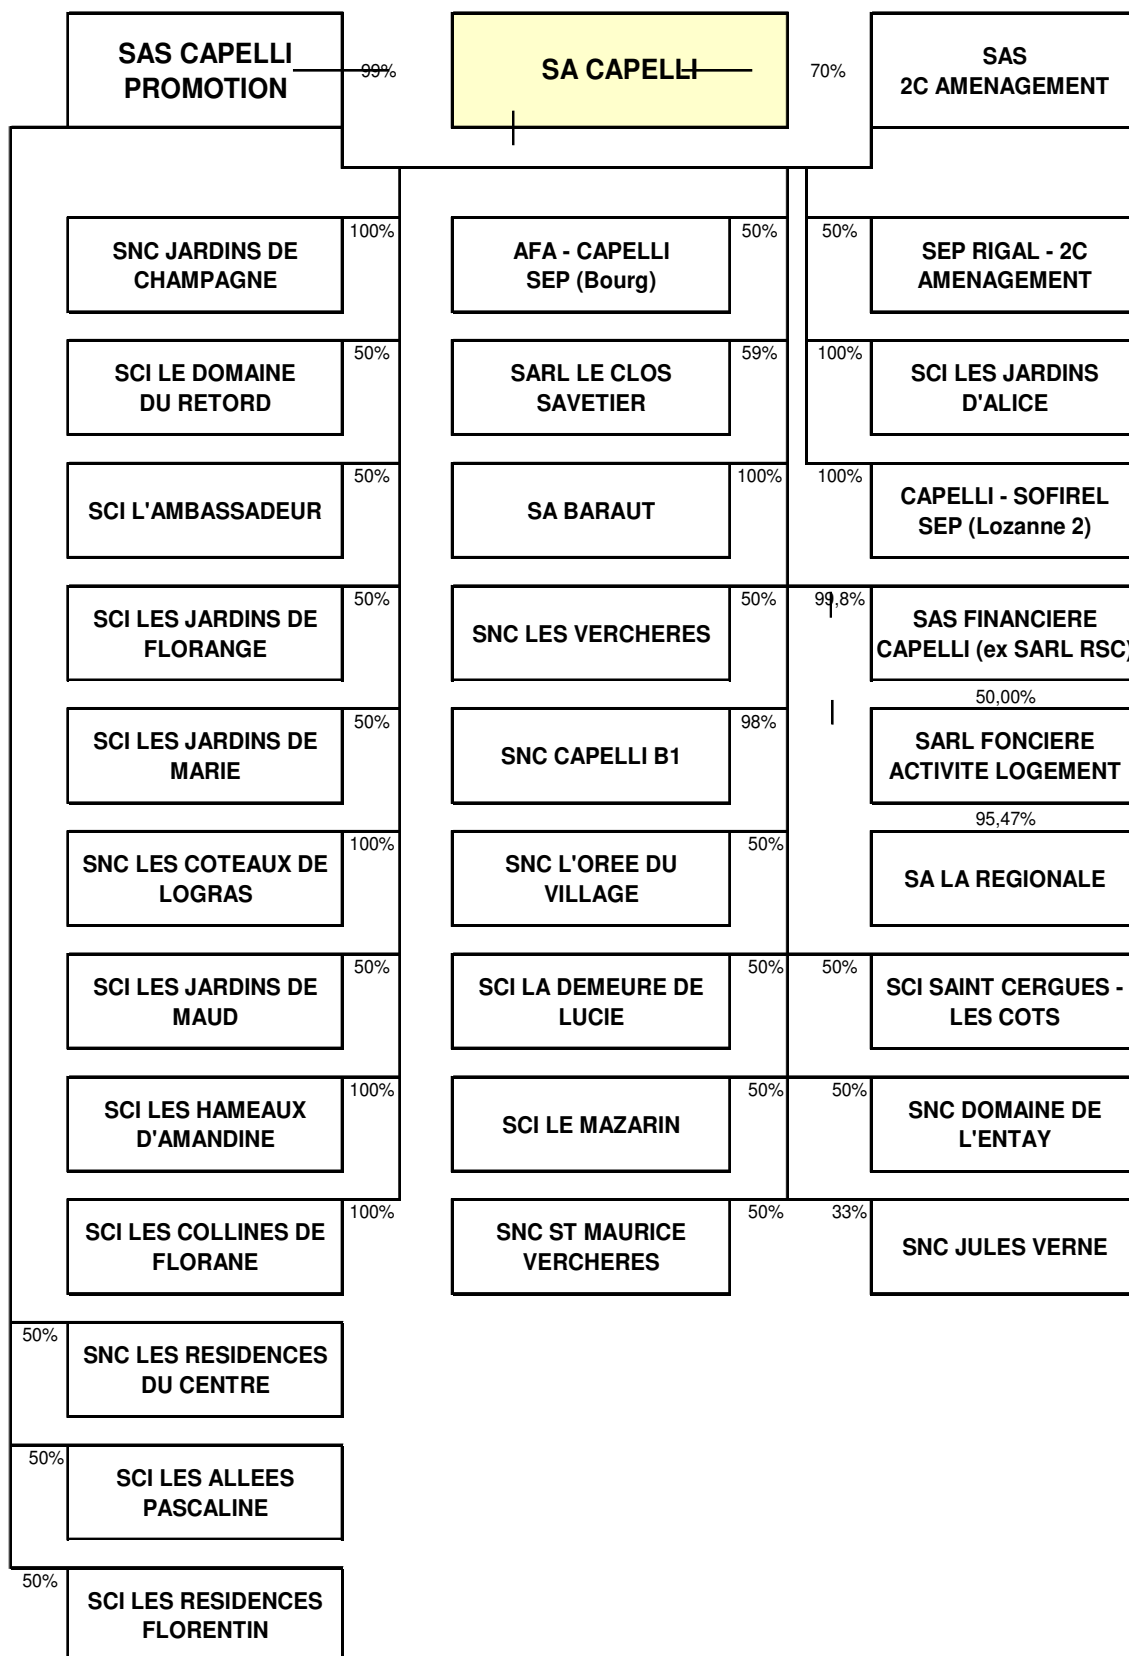 SAS CAPELLI
PROMOTION
99%
SA CAPELLI
70%
SAS
2C AMENAGEMENT
SNC JARDINS DE
CHAMPAGNE
100%
AFA - CAPELLI
SEP (Bourg)
50%
50%
SEP RIGAL - 2C
AMENAGEMENT
SCI LE DOMAINE
DU RETORD
50%
SARL LE CLOS
SAVETIER
59%
100%
SCI LES JARDINS
D'ALICE
SCI L'AMBASSADEUR
50%
SA BARAUT
100%
100%
CAPELLI - SOFIREL
SEP (Lozanne 2)
SCI LES JARDINS DE
FLORANGE
50%
SNC LES VERCHERES
50%
99,8%
SAS FINANCIERE
CAPELLI (ex SARL RSC)
SCI LES JARDINS DE
MARIE
50%
SNC CAPELLI B1
98%
50,00%
SARL FONCIERE
ACTIVITE LOGEMENT
SNC LES COTEAUX DE
LOGRAS
100%
SNC L'OREE DU
VILLAGE
50%
95,47%
SA LA REGIONALE
SCI LES JARDINS DE
MAUD
50%
SCI LA DEMEURE DE
LUCIE
50%
50%
SCI SAINT CERGUES -
LES COTS
SCI LES HAMEAUX
D'AMANDINE
100%
SCI LE MAZARIN
50%
50%
SNC DOMAINE DE
L'ENTAY
SCI LES COLLINES DE
FLORANE
100%
SNC ST MAURICE
VERCHERES
50%
33%
SNC JULES VERNE
50%
SNC LES RESIDENCES
DU CENTRE
50%
SCI LES ALLEES
PASCALINE
50%
SCI LES RESIDENCES
FLORENTIN